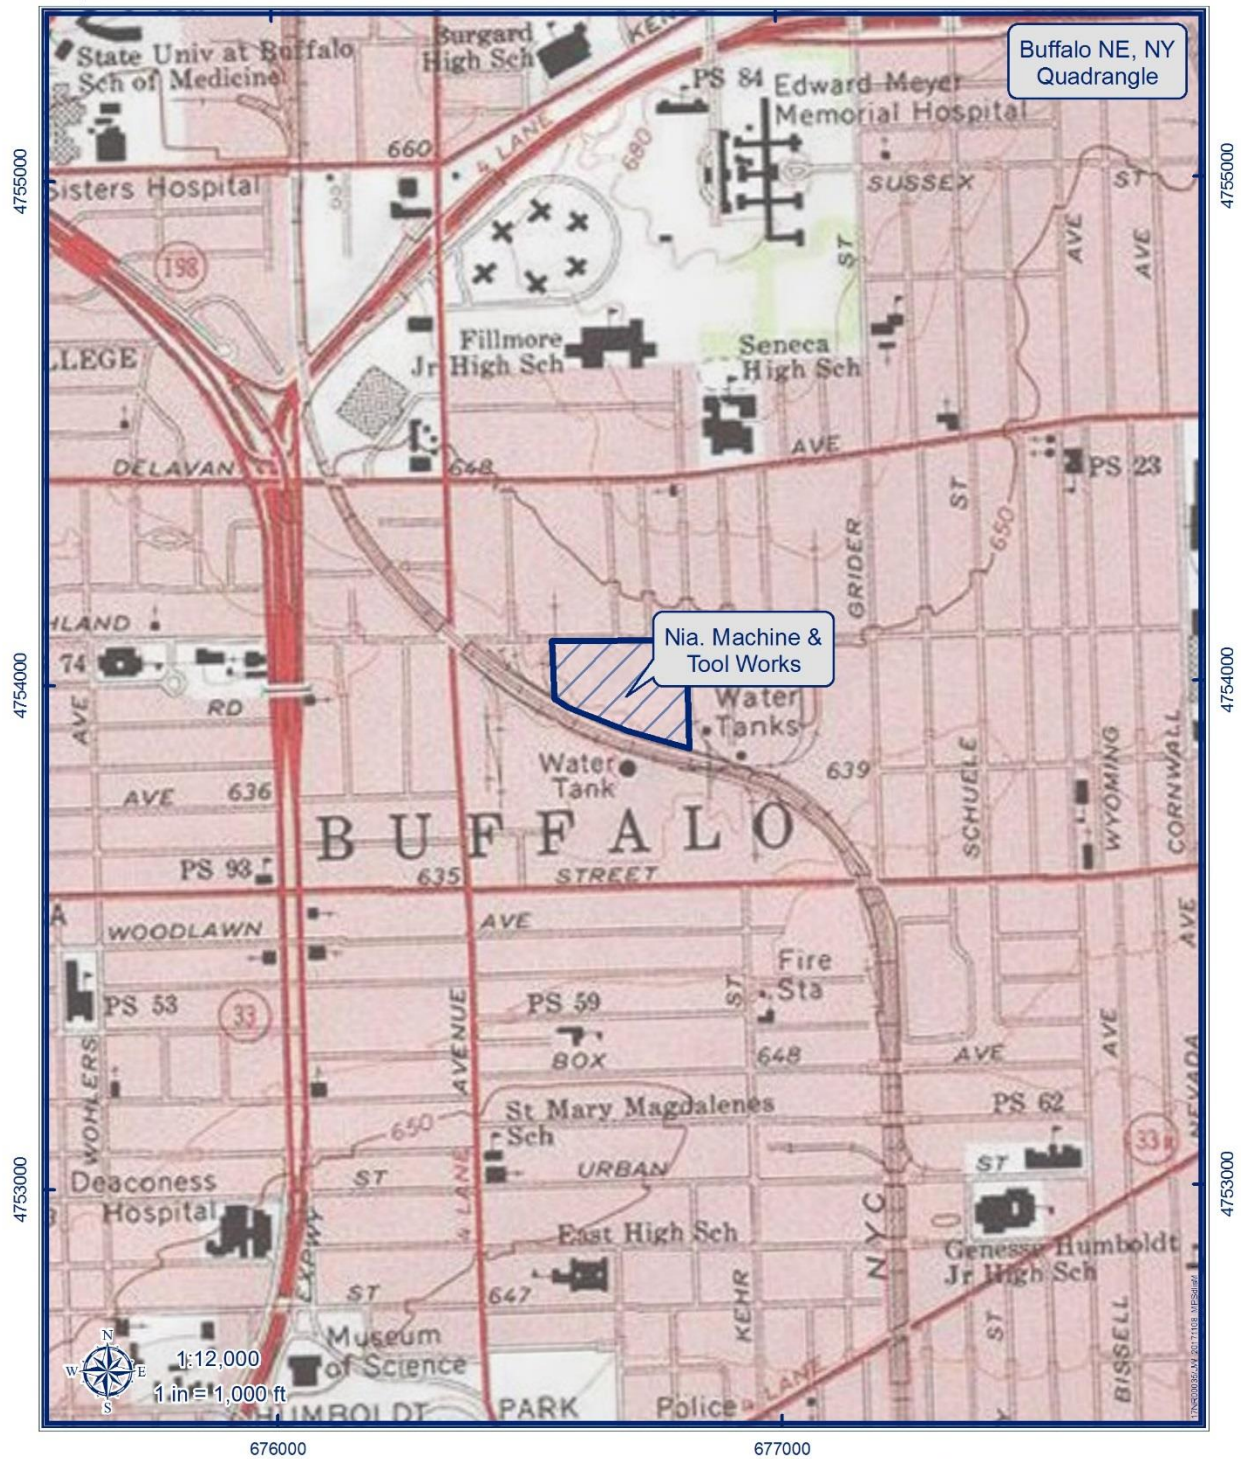 Buffalo NE, NY
Quadrangle
State Univ at Buffalo
Sch of Medicine
Burgard
High Sch
PS 84
Edward Meyer
Memorial Hospital
4 LANE
680
660
Sisters Hospital
SUSSEX
ST
4755000
4755000
198
ST
AVE
AVE
LLEGE
Fillmore
Jr High Sch
Seneca
High Sch
DELAVAN
648
AVE
PS 23
ST
650
GRIDER
HLAND
74
RD
AVE
Nia. Machine &
Tool Works
4754000
4754000
Water
Tanks
Water
Tank
639
AVE
636
SCHUELE
WYOMING
CORNWALL
BUFFALO
PS 93
635
STREET
A
WOODLAWN
AVE
AVE
Fire
Sta
ST
PS 53
33
PS 59
AVENUE
BOX
648
AVE
AVE
NEVADA
WOHLERS
650
St Mary Magdalenes
Sch
PS 62
33
ST
URBAN
ST
4 LANE
4753000
4753000
Deaconess
Hospital
EXPWY
East High Sch
NYC
Genesse Humboldt
Jr High Sch
ST
647
KEHR
ST
BISSELL
Museum
of Science
N
W
E
S
1:12,000
1 in = 1,000 ft
HUMBOLDT
PARK
Police
LANE
676000
677000